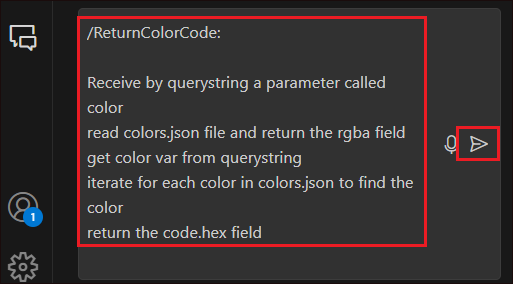 /ReturnColorCode:
Receive by querystring a parameter called
color
read colors.json file and return the rgba field
get color var from querystring
iterate for each color in colors.json to find the
color
return the code.hex field
1